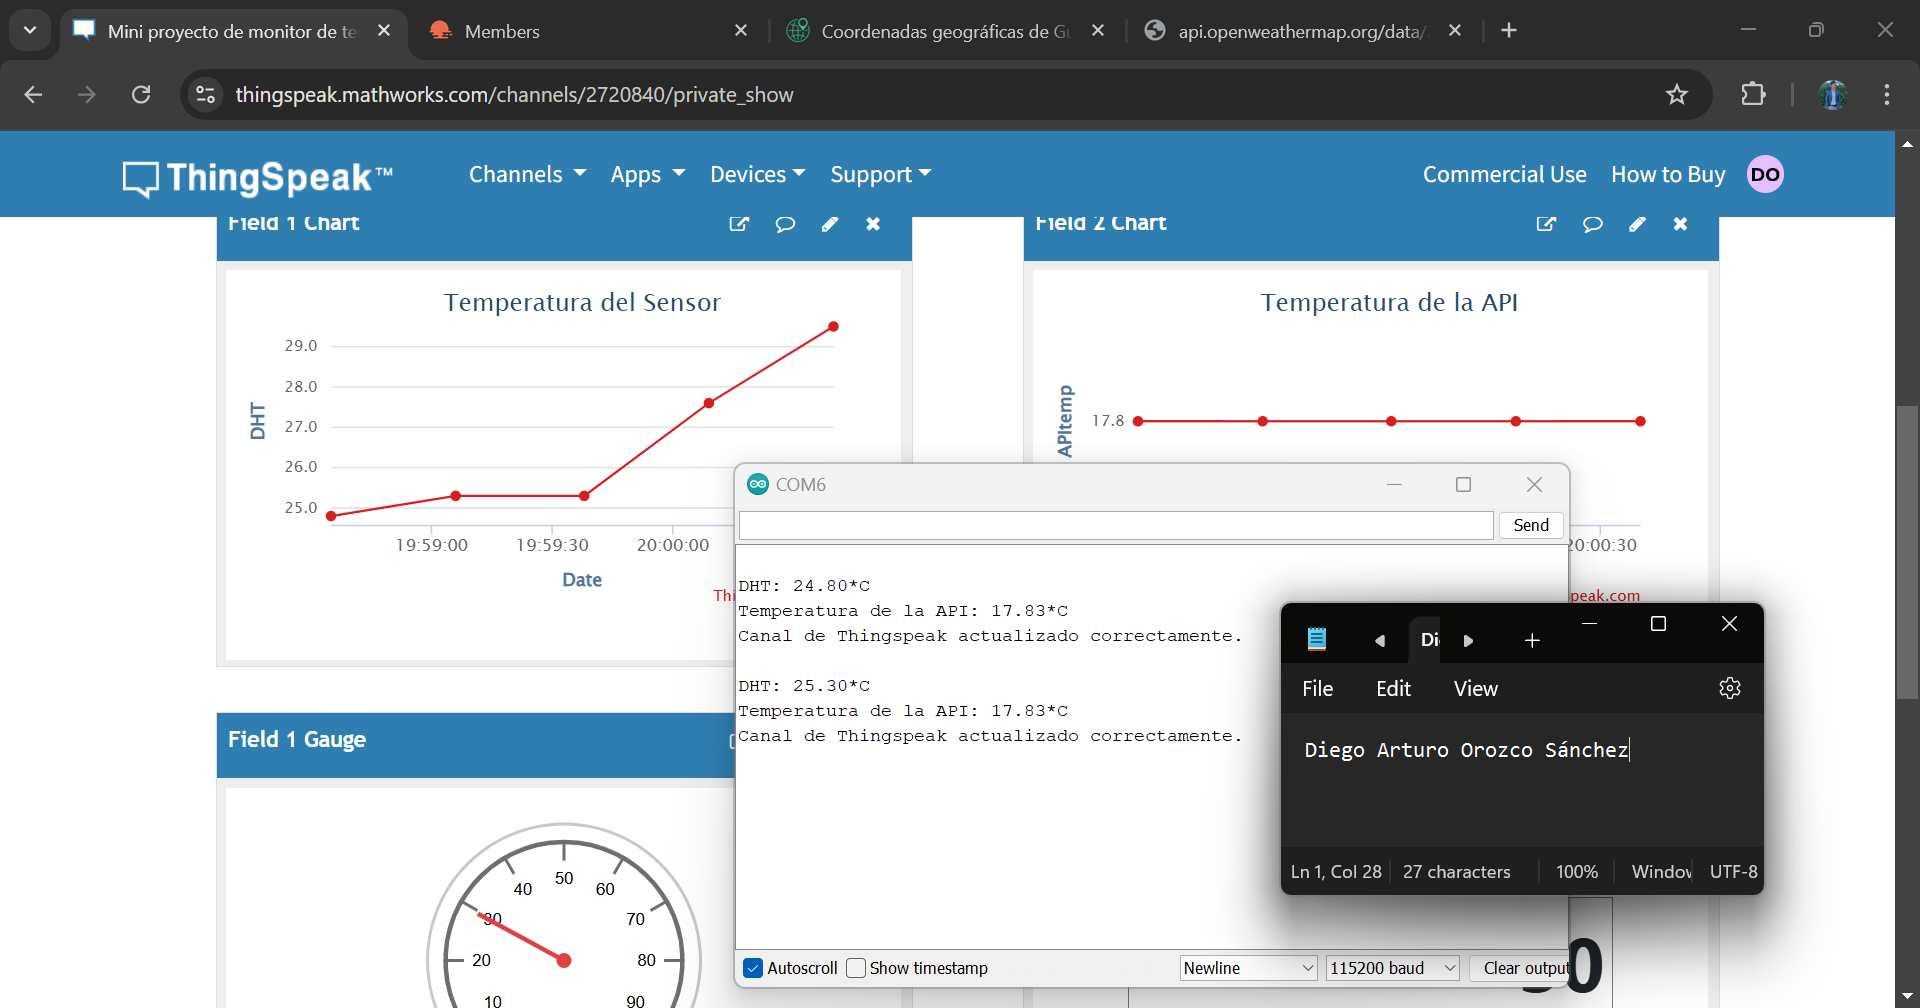 Mini proyecto de monitor de te
Members
Coordenadas geográficas de G
api.openweathermap.org/data/
thingspeak.mathworks.com/channels/2720840/private_show
ThingSpeak™
Channels
Apps
Devices
Support
Commercial Use
How to Buy
DO
Field 1 Chart
Field 2 Chart
Temperatura del Sensor
DHT
29.0
28.0
27.0
26.0
25.0
19:59:00
19:59:30
20:00:00
Date
Thi
Temperatura de la API
APItemp
17.8
20:00:30
peak.com
COM6
Send
DHT: 24.80*C
Temperatura de la API: 17.83*C
Canal de Thingspeak actualizado correctamente.
DHT: 25.30*C
Temperatura de la API: 17.83*C
Canal de Thingspeak actualizado correctamente.
Autoscroll
Show timestamp
Newline
115200 baud
Clear output
Di
File
Edit
View
Diego Arturo Orozco Sánchez
Ln 1, Col 28
27 characters
100%
Window
UTF-8
Field 1 Gauge
10
20
30
40
50
60
70
80
90